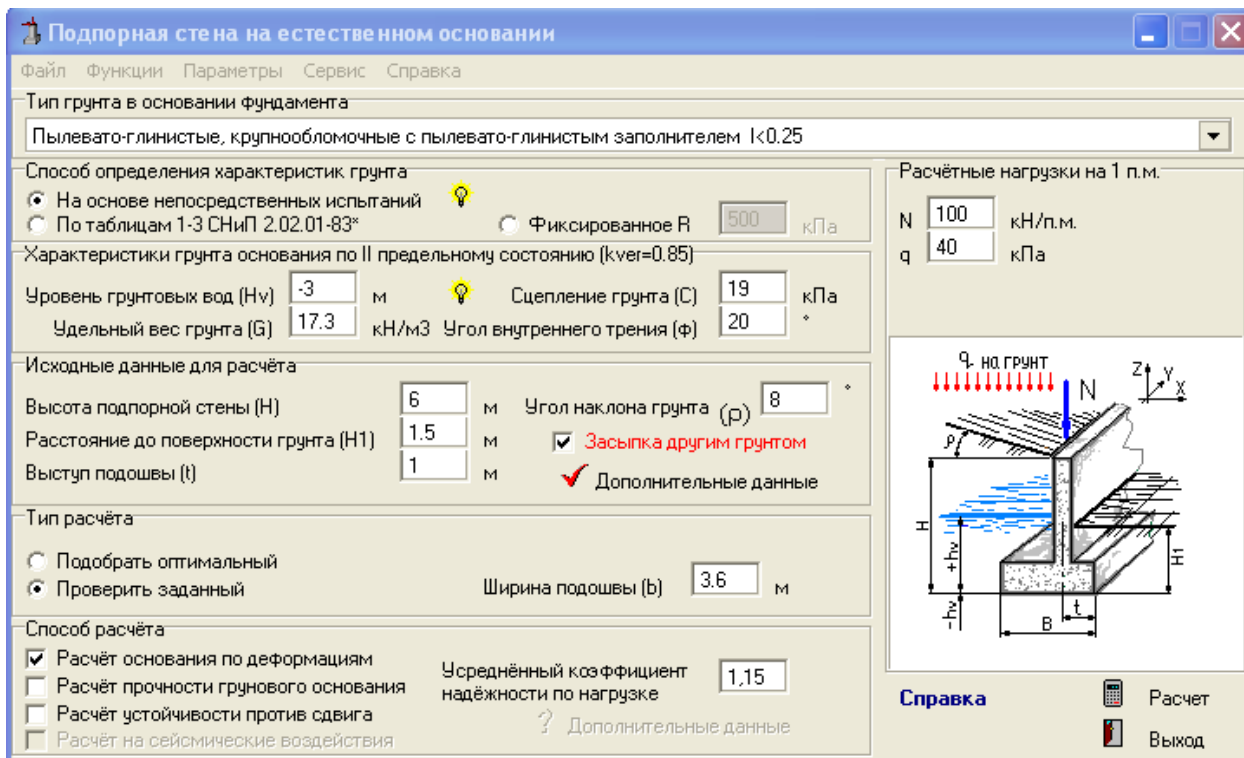 Подпорная стена на естественном основании
Файл Функции Параметры Сервис Справка
Тип грунта в основании фундамента
Пылевато-глинистые, крупнообломочные с пылевато-глинистым заполнителем I<0.25
Способ определения характеристик грунта
На основе непосредственных испытаний
По таблицам 1-3 СНиП 2.02.01-83* Фиксированное R 500 кПа
Расчётные нагрузки на 1 п.м.
N 100 кН/п.м.
q 40 кПа
Характеристики грунта основания по II предельному состоянию (kver=0.85)
Уровень грунтовых вод (Hv) -3 м Сцепление грунта (С) 19 кПа
Удельный вес грунта (G) 17.3 кН/м3 Угол внутреннего трения (ф) 20 °
Исходные данные для расчёта
Высота подпорной стены (H) 6 м Угол наклона грунта (ρ) 8 °
Расстояние до поверхности грунта (H1) 1.5 м Засыпка другим грунтом
Выступ подошвы (t) 1 м Дополнительные данные
Тип расчёта
Подобрать оптимальный
Проверить заданный Ширина подошвы (b) 3.6 м
Способ расчёта
Расчёт основания по деформациям
Расчёт прочности грунового основания
Расчёт устойчивости против сдвига
Расчёт на сейсмические воздействия
Усреднённый коэффициент
надёжности по нагрузке 1,15
? Дополнительные данные
q на грунт
N
Z Y X
ρ
H
+hv
-hv
H1
t
B
Справка Расчет
Выход